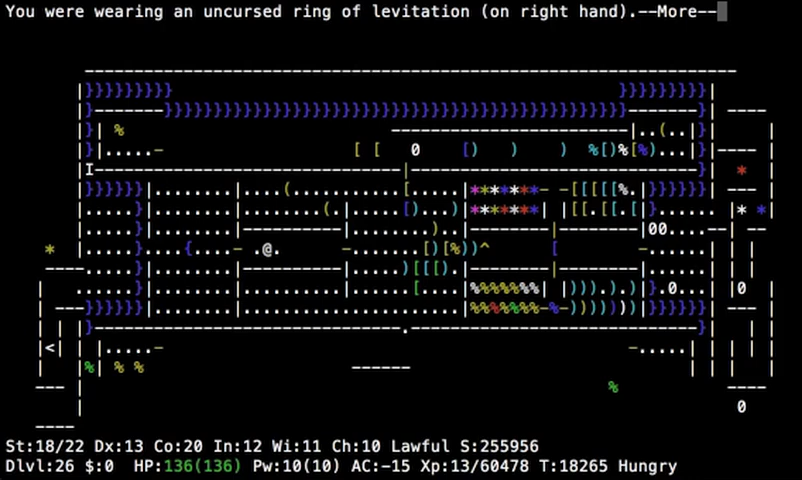 You were wearing an uncursed ring of levitation (on right hand).--More--
St:18/22 Dx:13 Co:20 In:12 Wi:11 Ch:10 Lawful S:255956
Dlvl:26 $:0 HP:136(136) Pw:10(10) AC:-15 Xp:13/60478 T:18265 Hungry